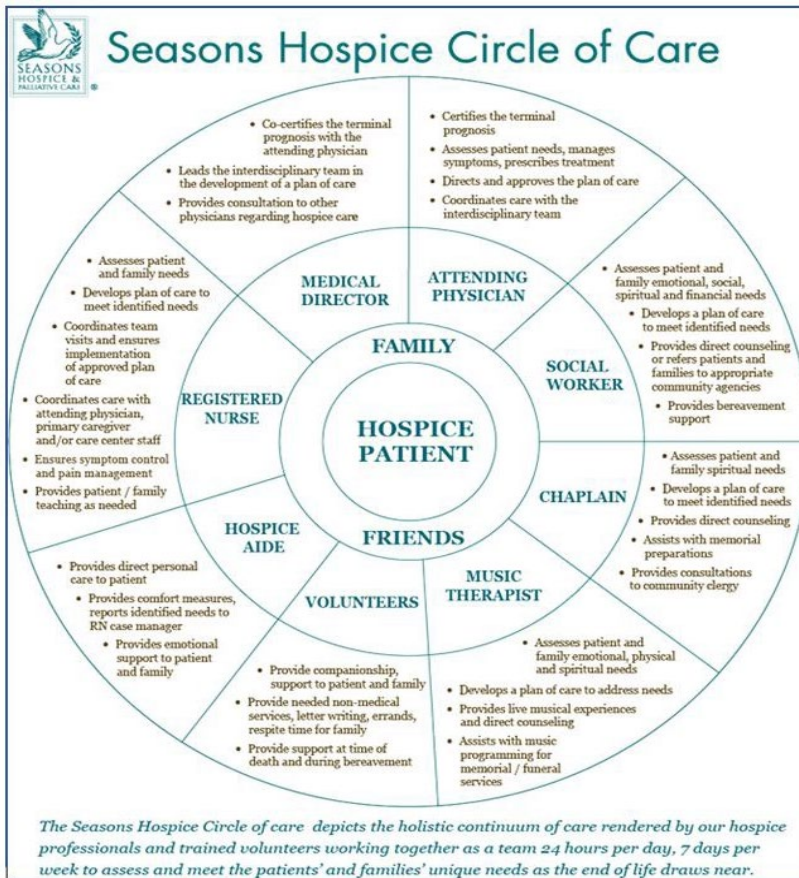 SEASONS
HOSPICE &
PALLIATIVE CARE
®
Seasons Hospice Circle of Care
• Co-certifies the terminal
prognosis with the
attending physician
• Leads the interdisciplinary team in
the development of a plan of care
• Provides consultation to other
physicians regarding hospice care
• Certifies the terminal
prognosis
• Assesses patient needs, manages
symptoms, prescribes treatment
• Directs and approves the plan of care
• Coordinates care with the
interdisciplinary team
• Assesses patient and
family emotional, social,
spiritual and financial needs
• Develops a plan of care
to meet identified needs
• Provides direct counseling
or refers patients and
families to appropriate
community agencies
• Provides bereavement
support
• Assesses patient and
family spiritual needs
• Develops a plan of care
to meet identified needs
• Provides direct counseling
• Assists with memorial
preparations
• Provides consultations
to community clergy
• Assesses patient and
family emotional, physical
and spiritual needs
• Develops a plan of care to address needs
• Provides live musical experiences
and direct counseling
• Assists with music
programming for
memorial / funeral
services
• Provide companionship,
support to patient and family
• Provide needed non-medical
services, letter writing, errands,
respite time for family
• Provide support at time of
death and during bereavement
• Provides direct personal
care to patient
• Provides comfort measures,
reports identified needs to
RN case manager
• Provides emotional
support to patient
and family
• Assesses patient
and family needs
• Develops plan of care to
meet identified needs
• Coordinates team
visits and ensures
implementation
of approved plan
of care
• Coordinates care with
attending physician,
primary caregiver
and/or care center staff
• Ensures symptom control
and pain management
• Provides patient / family
teaching as needed
MEDICAL
DIRECTOR
ATTENDING
PHYSICIAN
SOCIAL
WORKER
CHAPLAIN
MUSIC
THERAPIST
VOLUNTEERS
HOSPICE
AIDE
REGISTERED
NURSE
FAMILY
HOSPICE
PATIENT
FRIENDS
The Seasons Hospice Circle of care depicts the holistic continuum of care rendered by our hospice
professionals and trained volunteers working together as a team 24 hours per day, 7 days per
week to assess and meet the patients' and families' unique needs as the end of life draws near.